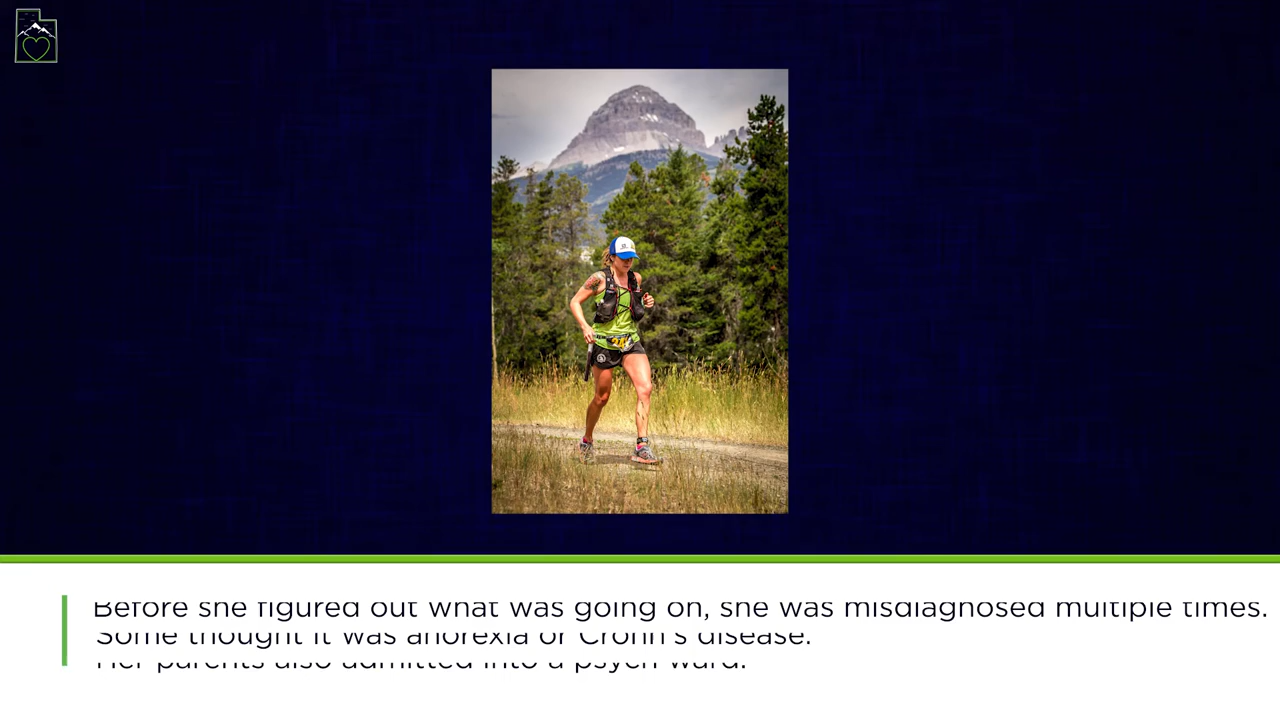 24
Before she figured out what was going on, she was misdiagnosed multiple times.
Some thought it was anorexia or Crohn's disease.
Her parents also admitted into a psych ward.